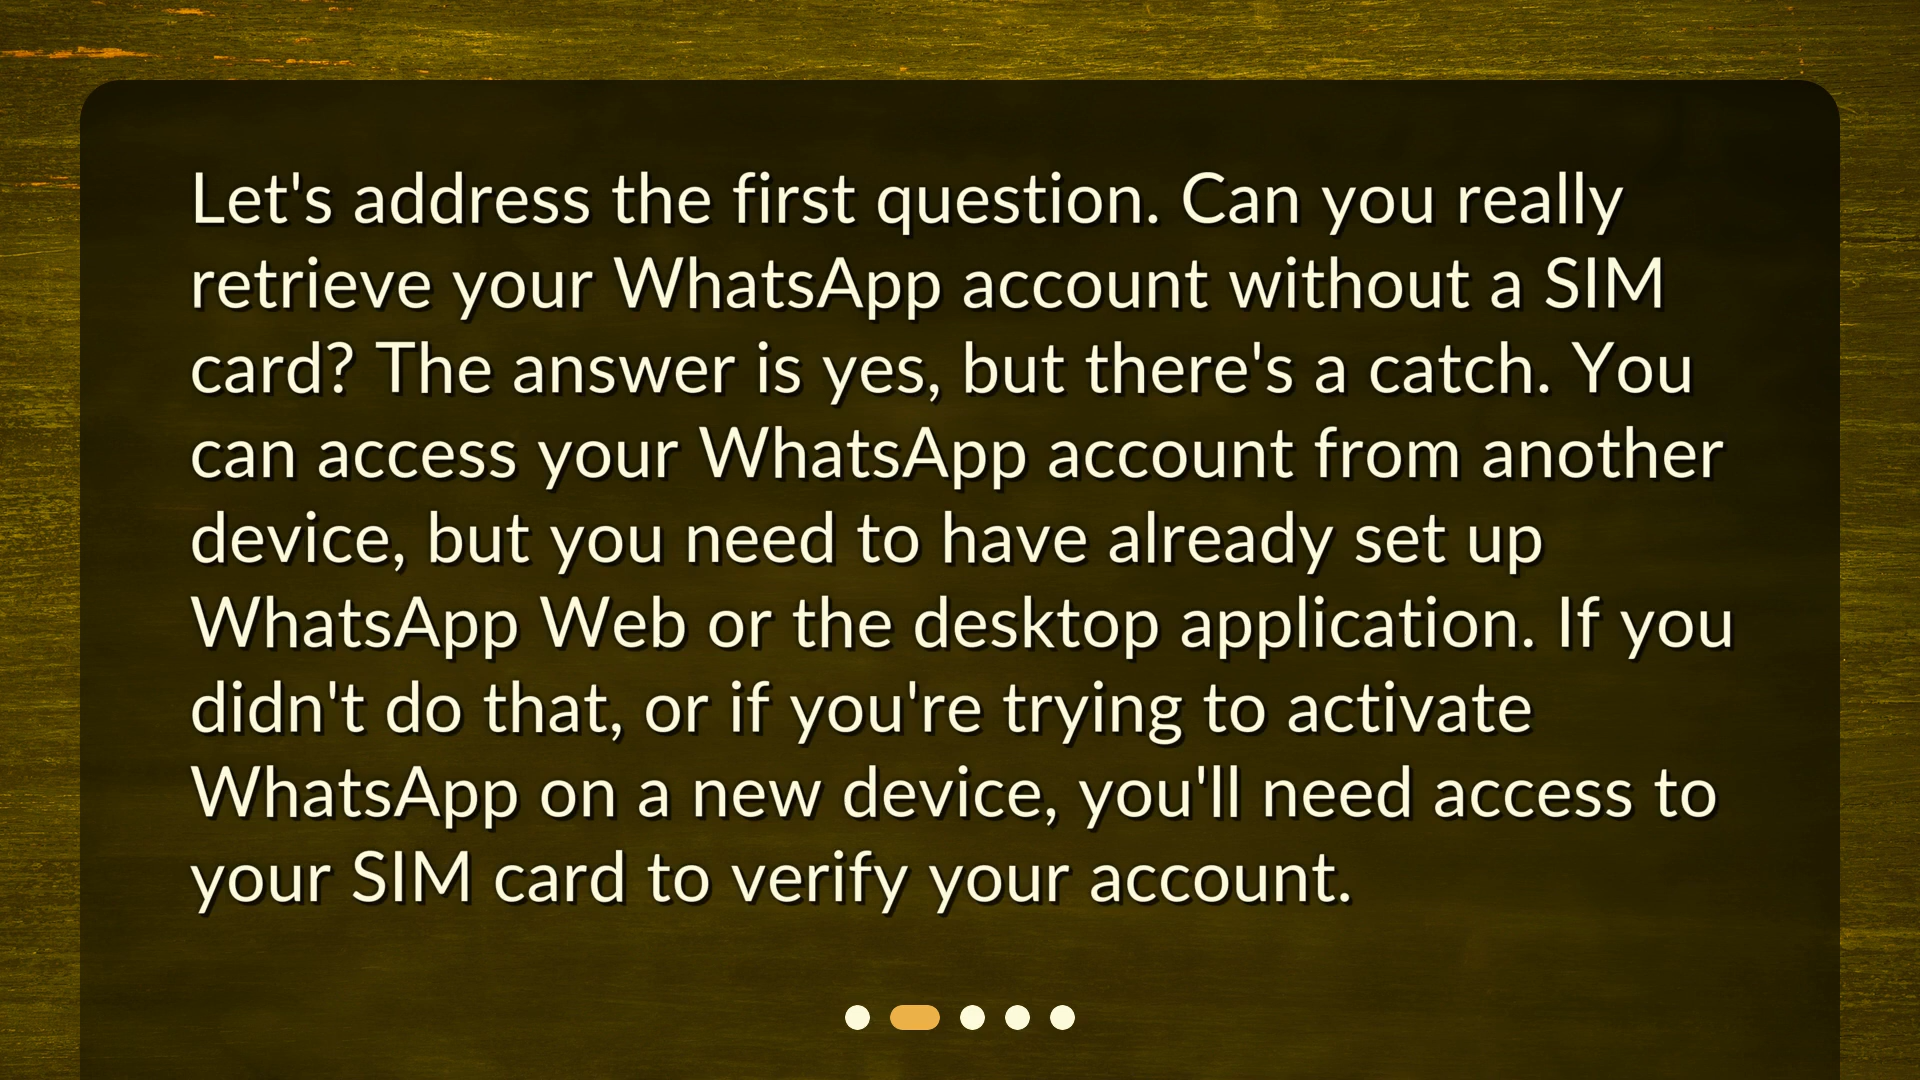 Let's address the first question. Can you really
retrieve your WhatsApp account without a SIM
card? The answer is yes, but there's a catch. You
can access your WhatsApp account from another
device, but you need to have already set up
WhatsApp Web or the desktop application. If you
didn't do that, or if you're trying to activate
WhatsApp on a new device, you'll need access to
your SIM card to verify your account.